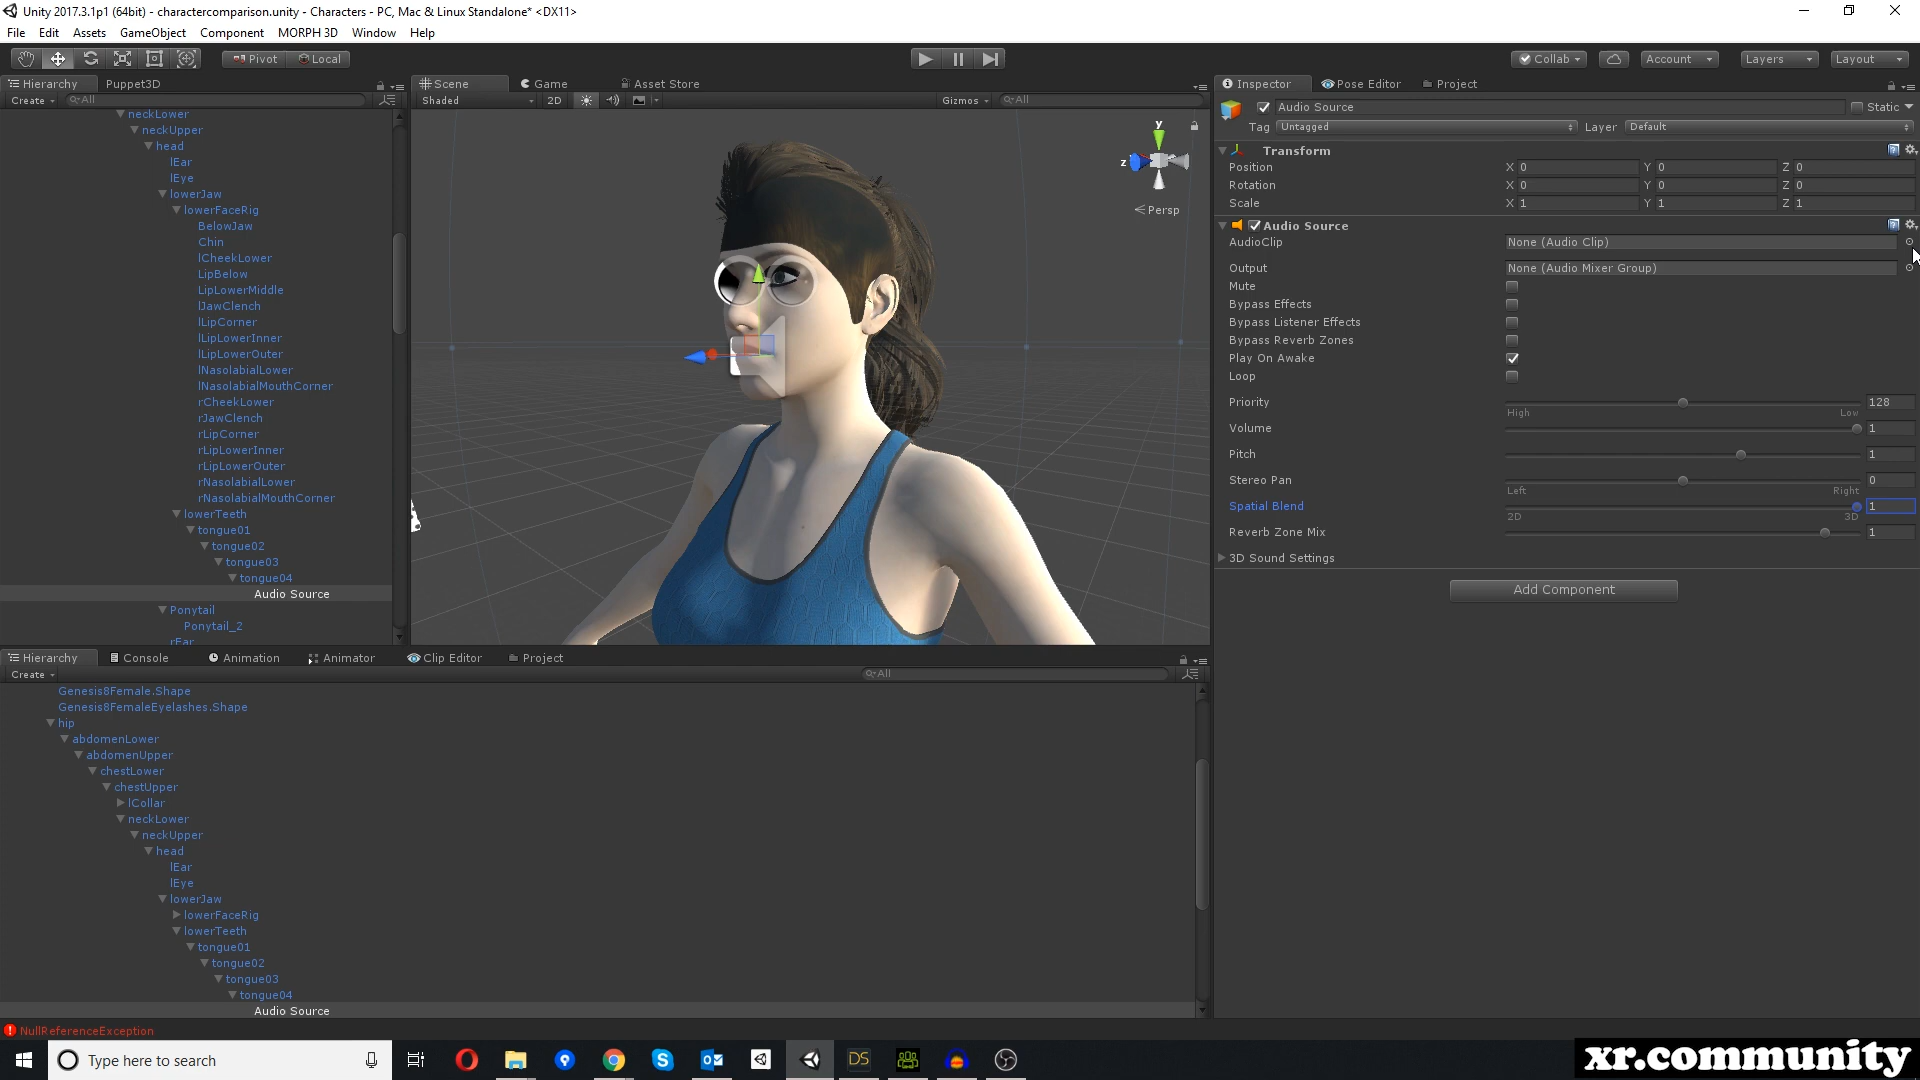 Unity 2017.3.1p1 (64bit) - charactercomparison.unity - Characters - PC, Mac & Linux Standalone* <DX11>
File Edit Assets GameObject Component MORPH 3D Window Help
Pivot Local Collab Account Layers Layout
Hierarchy Puppet3D
Create All
neckLower
neckUpper
head
lEar
lEye
lowerJaw
lowerFaceRig
BelowJaw
Chin
lCheekLower
LipBelow
LipLowerMiddle
lJawClench
lLipCorner
lLipLowerInner
lLipLowerOuter
lNasolabialLower
lNasolabialMouthCorner
rCheekLower
rJawClench
rLipCorner
rLipLowerInner
rLipLowerOuter
rNasolabialLower
rNasolabialMouthCorner
lowerTeeth
tongue01
tongue02
tongue03
tongue04
Audio Source
Ponytail
Ponytail_2
rEar
Scene Game Asset Store
Shaded 2D Gizmos All
y
z
Persp
Inspector Pose Editor Project
Audio Source Static
Tag Untagged Layer Default
Transform
Position X 0 Y 0 Z 0
Rotation X 0 Y 0 Z 0
Scale X 1 Y 1 Z 1
Audio Source
AudioClip None (Audio Clip)
Output None (Audio Mixer Group)
Mute
Bypass Effects
Bypass Listener Effects
Bypass Reverb Zones
Play On Awake
Loop
Priority 128
High Low
Volume 1
Pitch 1
Stereo Pan 0
Left Right
Spatial Blend 1
2D 3D
Reverb Zone Mix 1
3D Sound Settings
Add Component
Hierarchy Console Animation Animator Clip Editor Project
Create All
Genesis8Female.Shape
Genesis8FemaleEyelashes.Shape
hip
abdomenLower
abdomenUpper
chestLower
chestUpper
lCollar
neckLower
neckUpper
head
lEar
lEye
lowerJaw
lowerFaceRig
lowerTeeth
tongue01
tongue02
tongue03
tongue04
Audio Source
NullReferenceException
Type here to search
DS
xr.community